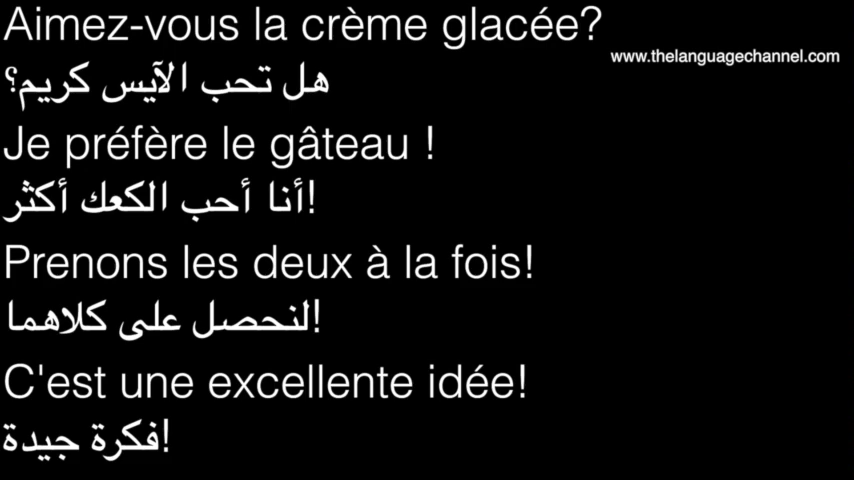 Aimez-vous la crème glacée?
www.thelanguagechannel.com
هل تحب الآيس كريم؟
Je préfère le gâteau !
أنا أحب الكعك أكثر!
Prenons les deux à la fois!
لنحصل على كلاهما!
C'est une excellente idée!
فكرة جيدة!